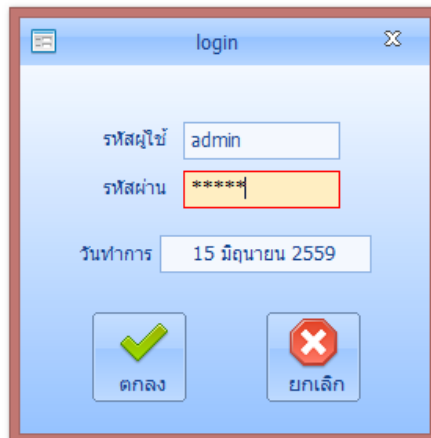 login
รหัสผู้ใช้ admin
รหัสผ่าน *****
วันทำการ 15 มิถุนายน 2559
ตกลง ยกเลิก